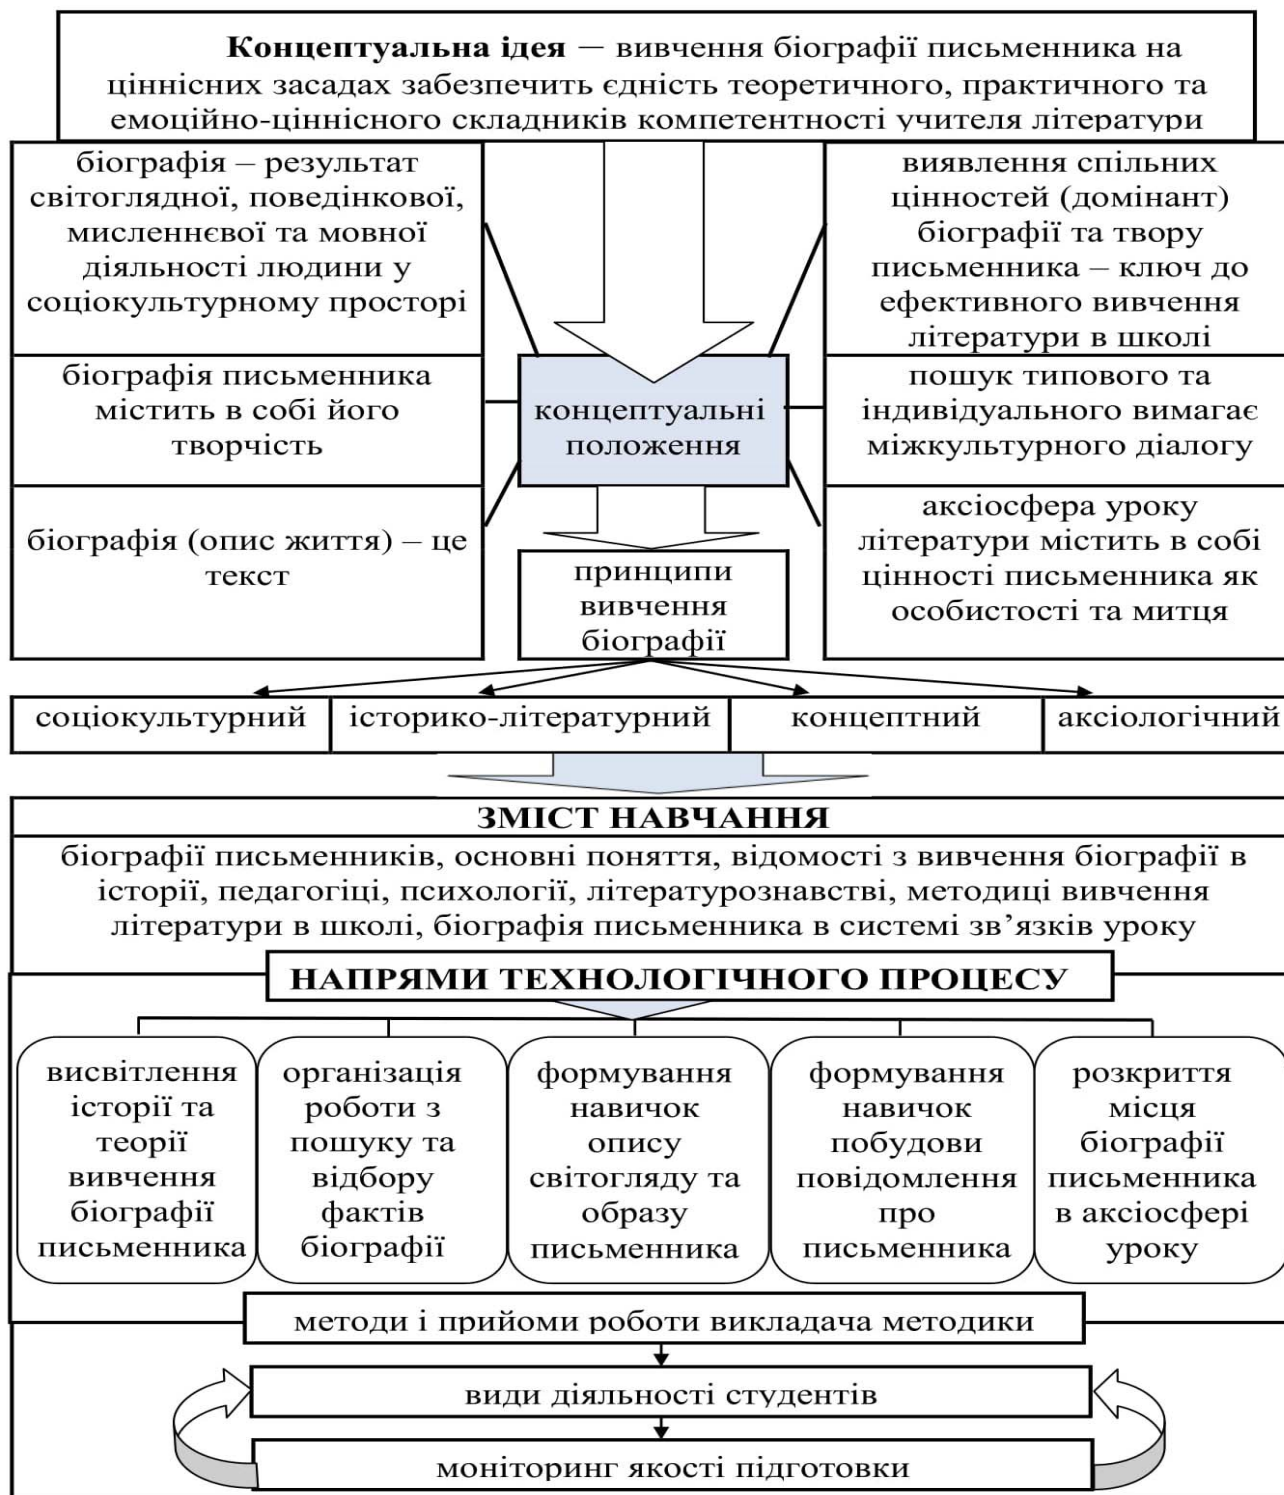 Концептуальна ідея — вивчення біографії письменника на
ціннісних засадах забезпечить єдність теоретичного, практичного та
емоційно-ціннісного складників компетентності учителя літератури
біографія – результат
світоглядної, поведінкової,
мисленнєвої та мовної
діяльності людини у
соціокультурному просторі
біографія письменника
містить в собі його
творчість
біографія (опис життя) – це
текст
концептуальні
положення
виявлення спільних
цінностей (домінант)
біографії та твору
письменника – ключ до
ефективного вивчення
літератури в школі
пошук типового та
індивідуального вимагає
міжкультурного діалогу
аксіосфера уроку
літератури містить в собі
цінності письменника як
особистості та митця
принципи
вивчення
біографії
соціокультурний
історико-літературний
концептний
аксіологічний
ЗМІСТ НАВЧАННЯ
біографії письменників, основні поняття, відомості з вивчення біографії в
історії, педагогіці, психології, літературознавстві, методиці вивчення
літератури в школі, біографія письменника в системі зв’язків уроку
НАПРЯМИ ТЕХНОЛОГІЧНОГО ПРОЦЕСУ
висвітлення
історії та
теорії
вивчення
біографії
письменника
організація
роботи з
пошуку та
відбору
фактів
біографії
формування
навичок
опису
світогляду та
образу
письменника
формування
навичок
побудови
повідомлення
про
письменника
розкриття
місця
біографії
письменника
в аксіосфері
уроку
методи і прийоми роботи викладача методики
види діяльності студентів
моніторинг якості підготовки